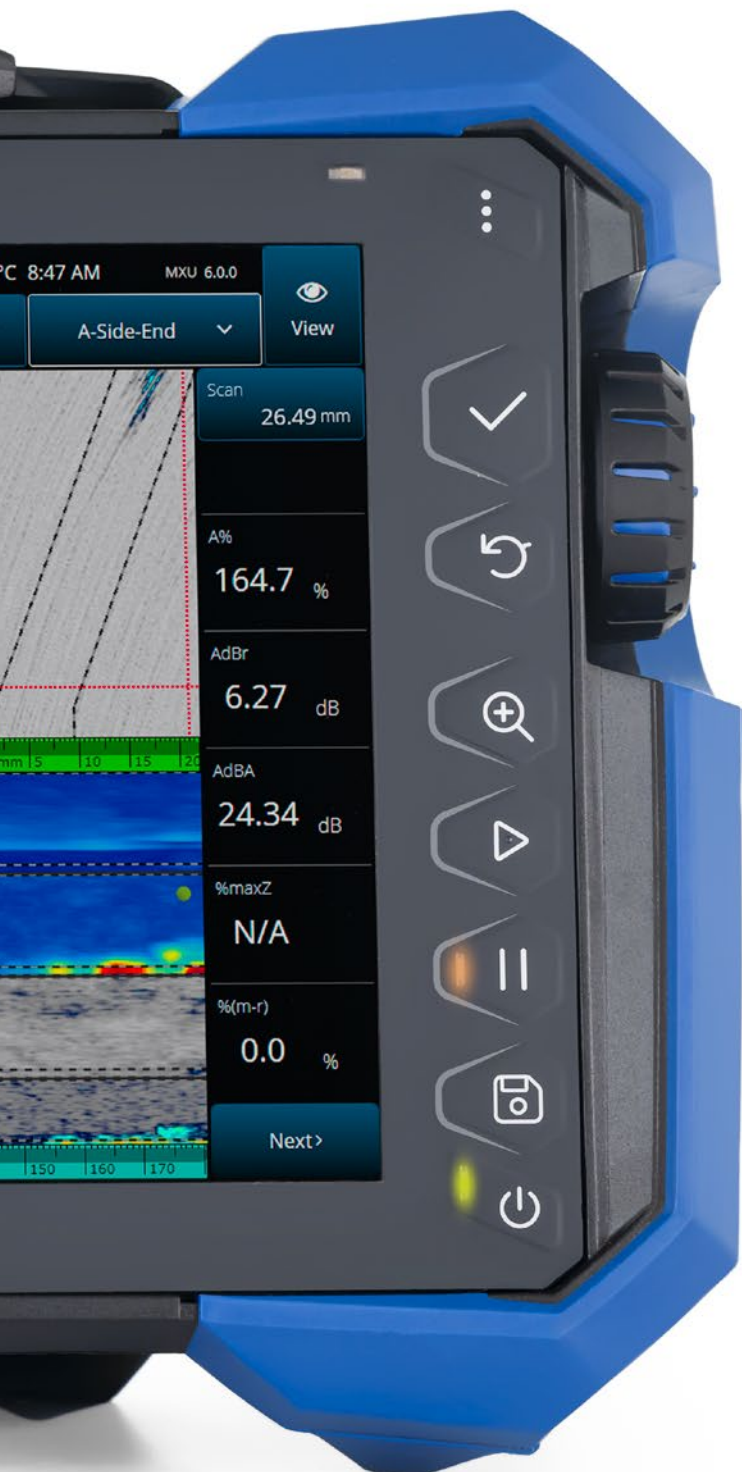 °C 8:47 AM MXU 6.0.0
A-Side-End
View
Scan
26.49 mm
A%
164.7 %
AdBr
6.27 dB
mm 5 10 15 20
AdBA
24.34 dB
%maxZ
N/A
%(m-r)
0.0 %
Next>
150 160 170